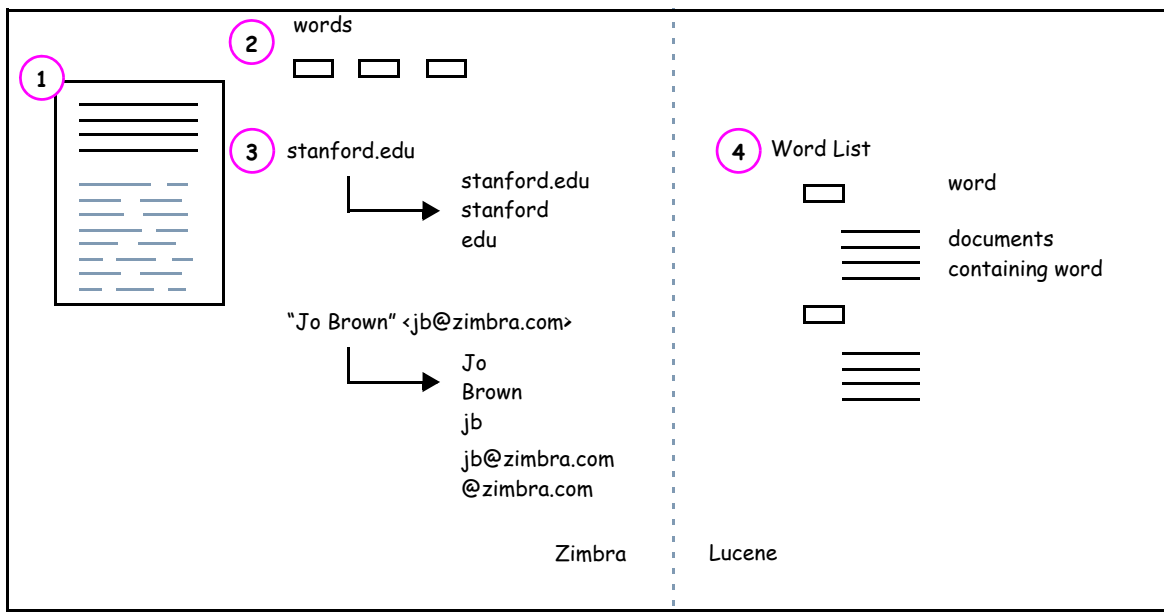 1
2
words
3
stanford.edu
stanford.edu
stanford
edu
“Jo Brown” <jb@zimbra.com>
Jo
Brown
jb
jb@zimbra.com
@zimbra.com
Zimbra
4
Word List
word
documents
containing word
Lucene